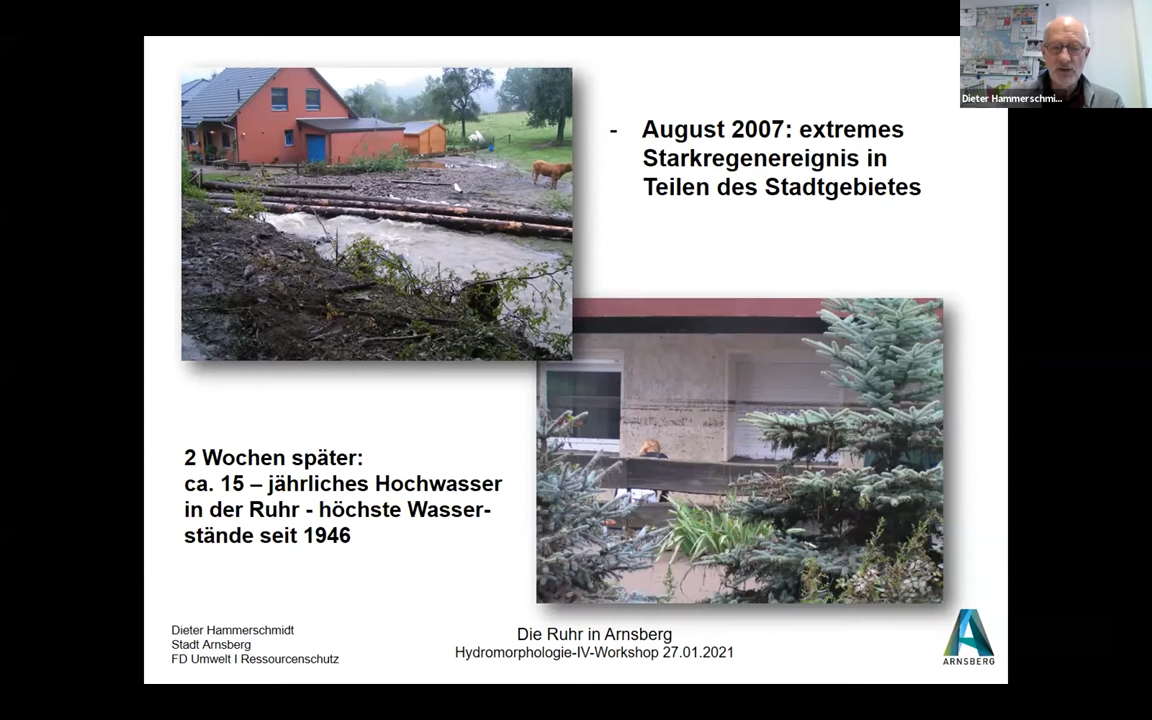 Dieter Hammerschmi...
- August 2007: extremes
Starkregenereignis in
Teilen des Stadtgebietes
2 Wochen später:
ca. 15 – jährliches Hochwasser
in der Ruhr - höchste Wasser-
stände seit 1946
Dieter Hammerschmidt
Stadt Arnsberg
FD Umwelt I Ressourcenschutz
Die Ruhr in Arnsberg
Hydromorphologie-IV-Workshop 27.01.2021
ARNSBERG